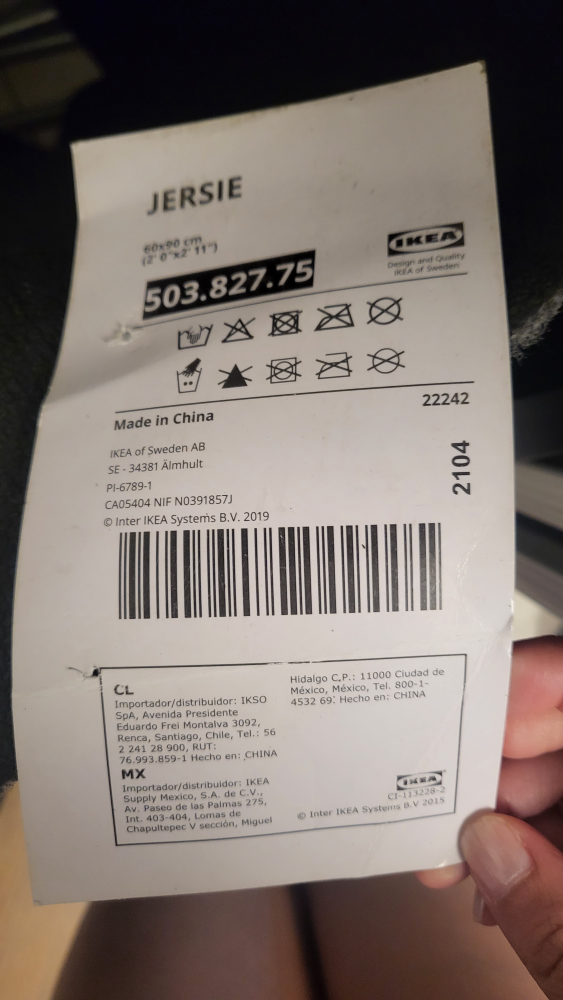 JERSIE
60x90 cm
(2' 0"x2' 11")
503.827.75
IKEA
Design and Quality
IKEA of Sweden
Made in China
22242
IKEA of Sweden AB
SE - 34381 Älmhult
PI-6789-1
CA05404 NIF N0391857J
© Inter IKEA Systems B.V. 2019
2104
CL
Importador/distribuidor: IKSO
SpA, Avenida Presidente
Eduardo Frei Montalva 3092,
Renca, Santiago, Chile, Tel.: 56
2 241 28 900, RUT:
76.993.859-1 Hecho en: CHINA
MX
Importador/distribuidor: IKEA
Supply Mexico, S.A. de C.V.,
Av. Paseo de las Palmas 275,
Int. 403-404, Lomas de
Chapultepec V sección, Miguel
Hidalgo C.P.: 11000 Ciudad de
México, México, Tel. 800-1-
4532 69: Hecho en: CHINA
IKEA
CI-113228-2
© Inter IKEA Systems B.V 2015